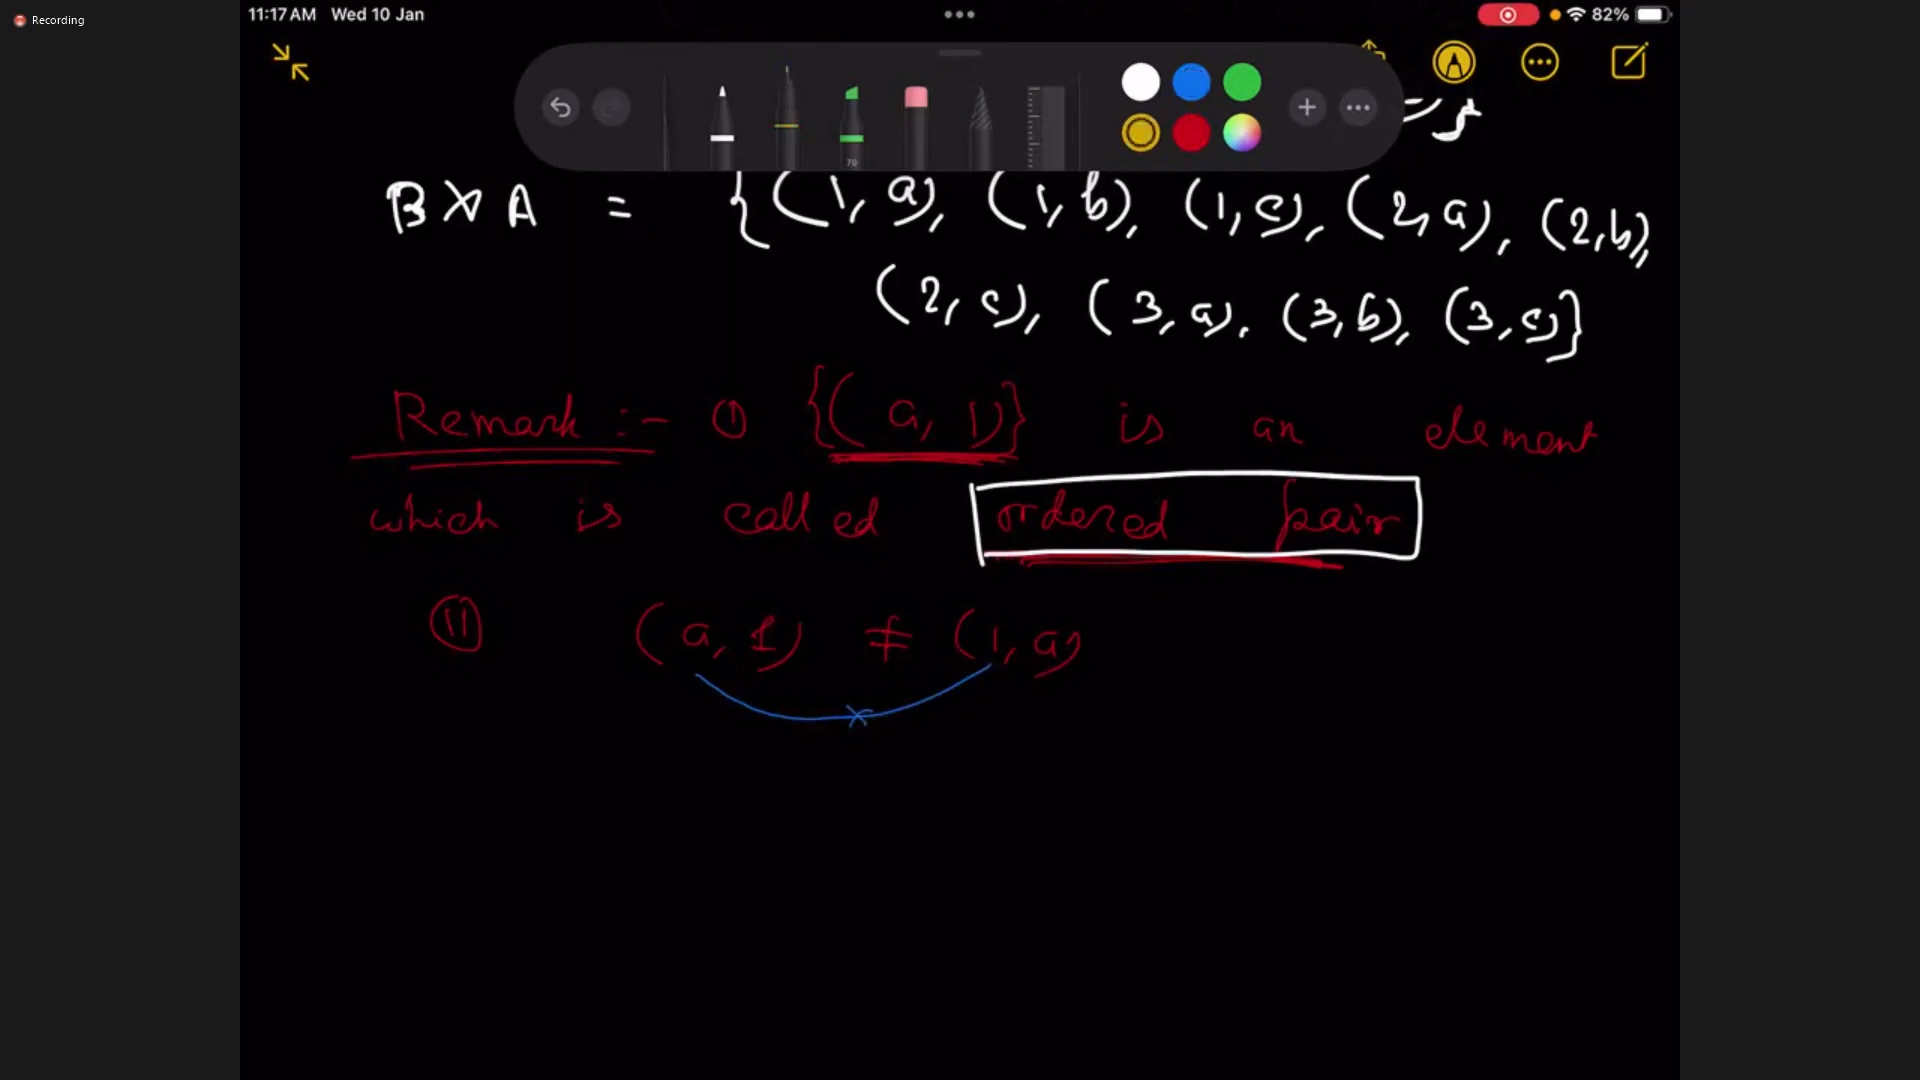 Recording
11:17 AM Wed 10 Jan
82%
70
B × A = {(1, a), (1, b), (1, c), (2, a), (2, b),
(2, c), (3, a), (3, b), (3, c)}
Remark :- ① {(a, 1)} is an element
which is called ordered pair
⑪ (a, 1) ≠ (1, a)